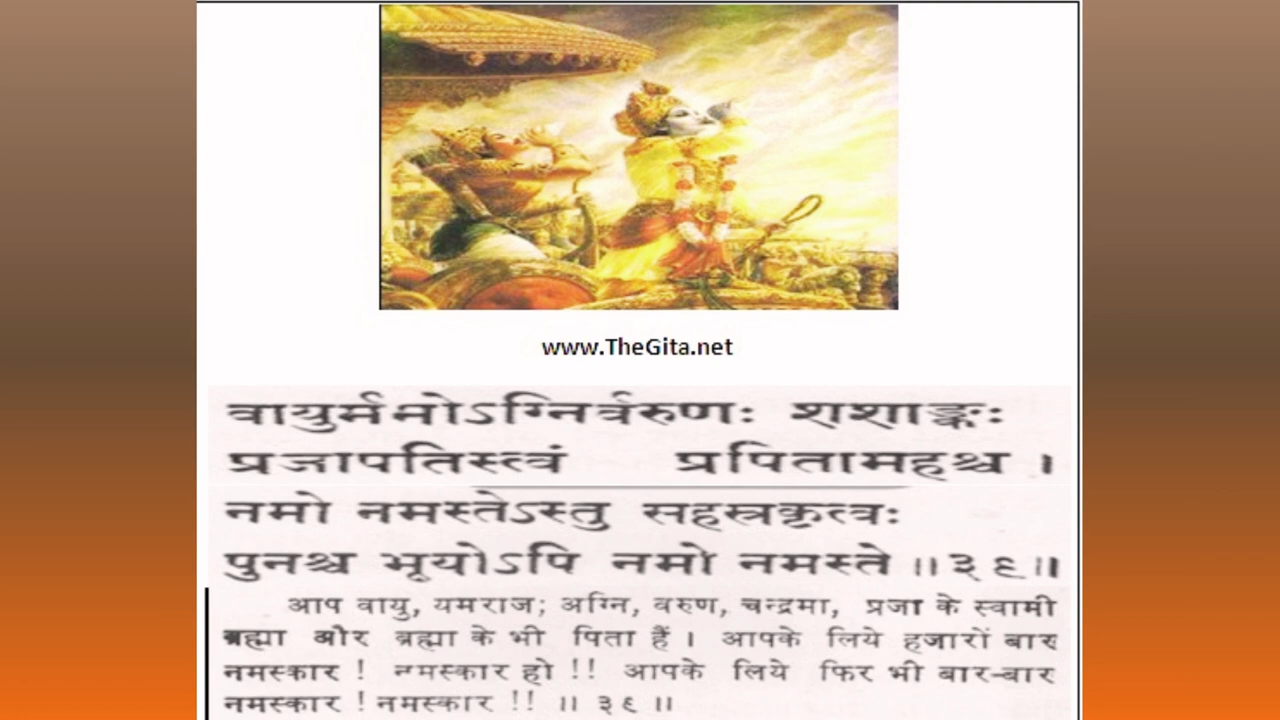 www.TheGita.net
वायुर्यमोऽग्निर्वरुणः शशाङ्कः
प्रजापतिस्त्वं प्रपितामहश्च ।
नमो नमस्तेऽस्तु सहस्रकृत्वः
पुनश्च भूयोऽपि नमो नमस्ते ॥ ३९ ॥
आप वायु, यमराज; अग्नि, वरुण, चन्द्रमा, प्रजा के स्वामी
ब्रह्मा और ब्रह्मा के भी पिता हैं । आपके लिये हजारों बार
नमस्कार ! नमस्कार हो !! आपके लिये फिर भी बार-बार
नमस्कार ! नमस्कार !! ॥ ३९ ॥